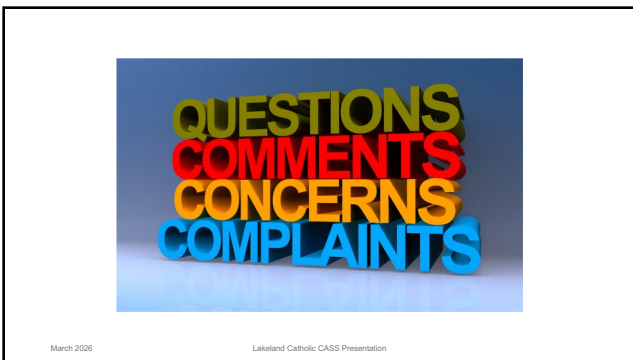 QUESTIONS
COMMENTS
CONCERNS
COMPLAINTS
March 2026 Lakeland Catholic CASS Presentation